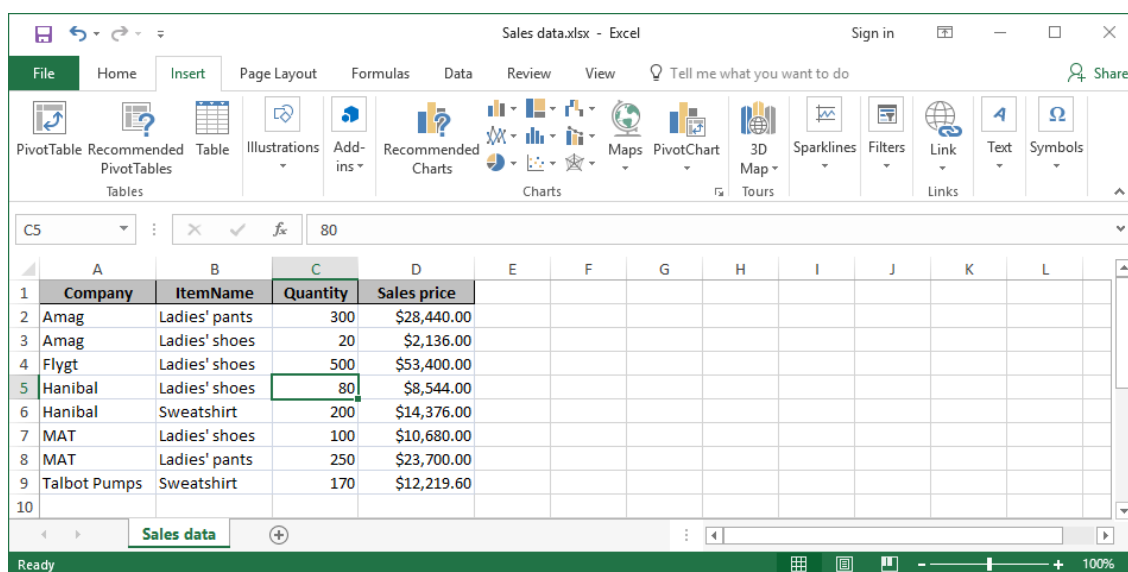 Sales data.xlsx - Excel Sign in
File Home Insert Page Layout Formulas Data Review View Tell me what you want to do Share
PivotTable Recommended PivotTables Table Illustrations Add-ins Recommended Charts Maps PivotChart 3D Map Sparklines Filters Link Text Symbols
Tables Charts Tours Links
C5 fx 80
A B C D E F G H I J K L
1 Company ItemName Quantity Sales price
2 Amag Ladies' pants 300 $28,440.00
3 Amag Ladies' shoes 20 $2,136.00
4 Flygt Ladies' shoes 500 $53,400.00
5 Hanibal Ladies' shoes 80 $8,544.00
6 Hanibal Sweatshirt 200 $14,376.00
7 MAT Ladies' shoes 100 $10,680.00
8 MAT Ladies' pants 250 $23,700.00
9 Talbot Pumps Sweatshirt 170 $12,219.60
10
Sales data
Ready 100%